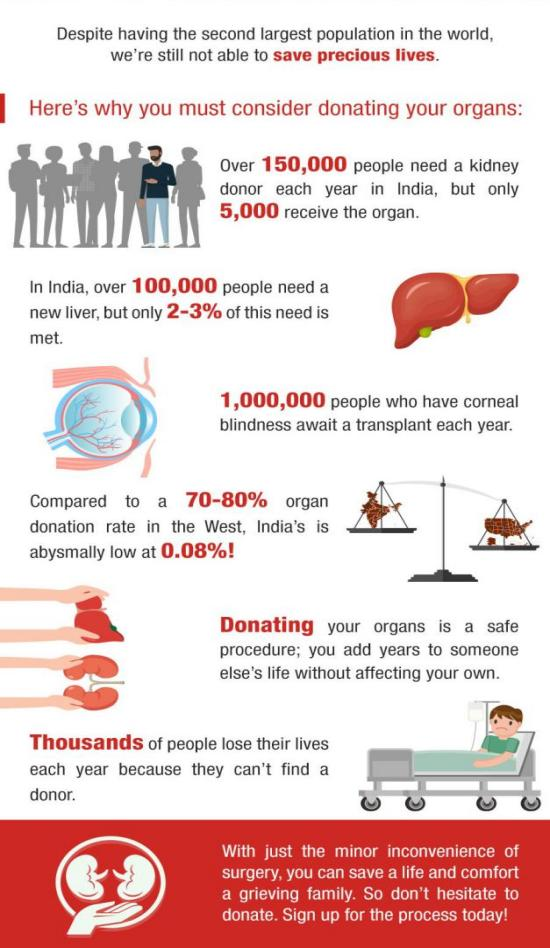 Despite having the second largest population in the world,
we're still not able to save precious lives.
Here's why you must consider donating your organs:
Over 150,000 people need a kidney
donor each year in India, but only
5,000 receive the organ.
In India, over 100,000 people need a
new liver, but only 2-3% of this need is
met.
1,000,000 people who have corneal
blindness await a transplant each year.
Compared to a 70-80% organ
donation rate in the West, India's is
abysmally low at 0.08%!
Donating your organs is a safe
procedure; you add years to someone
else's life without affecting your own.
Thousands of people lose their lives
each year because they can't find a
donor.
With just the minor inconvenience of
surgery, you can save a life and comfort
a grieving family. So don't hesitate to
donate. Sign up for the process today!